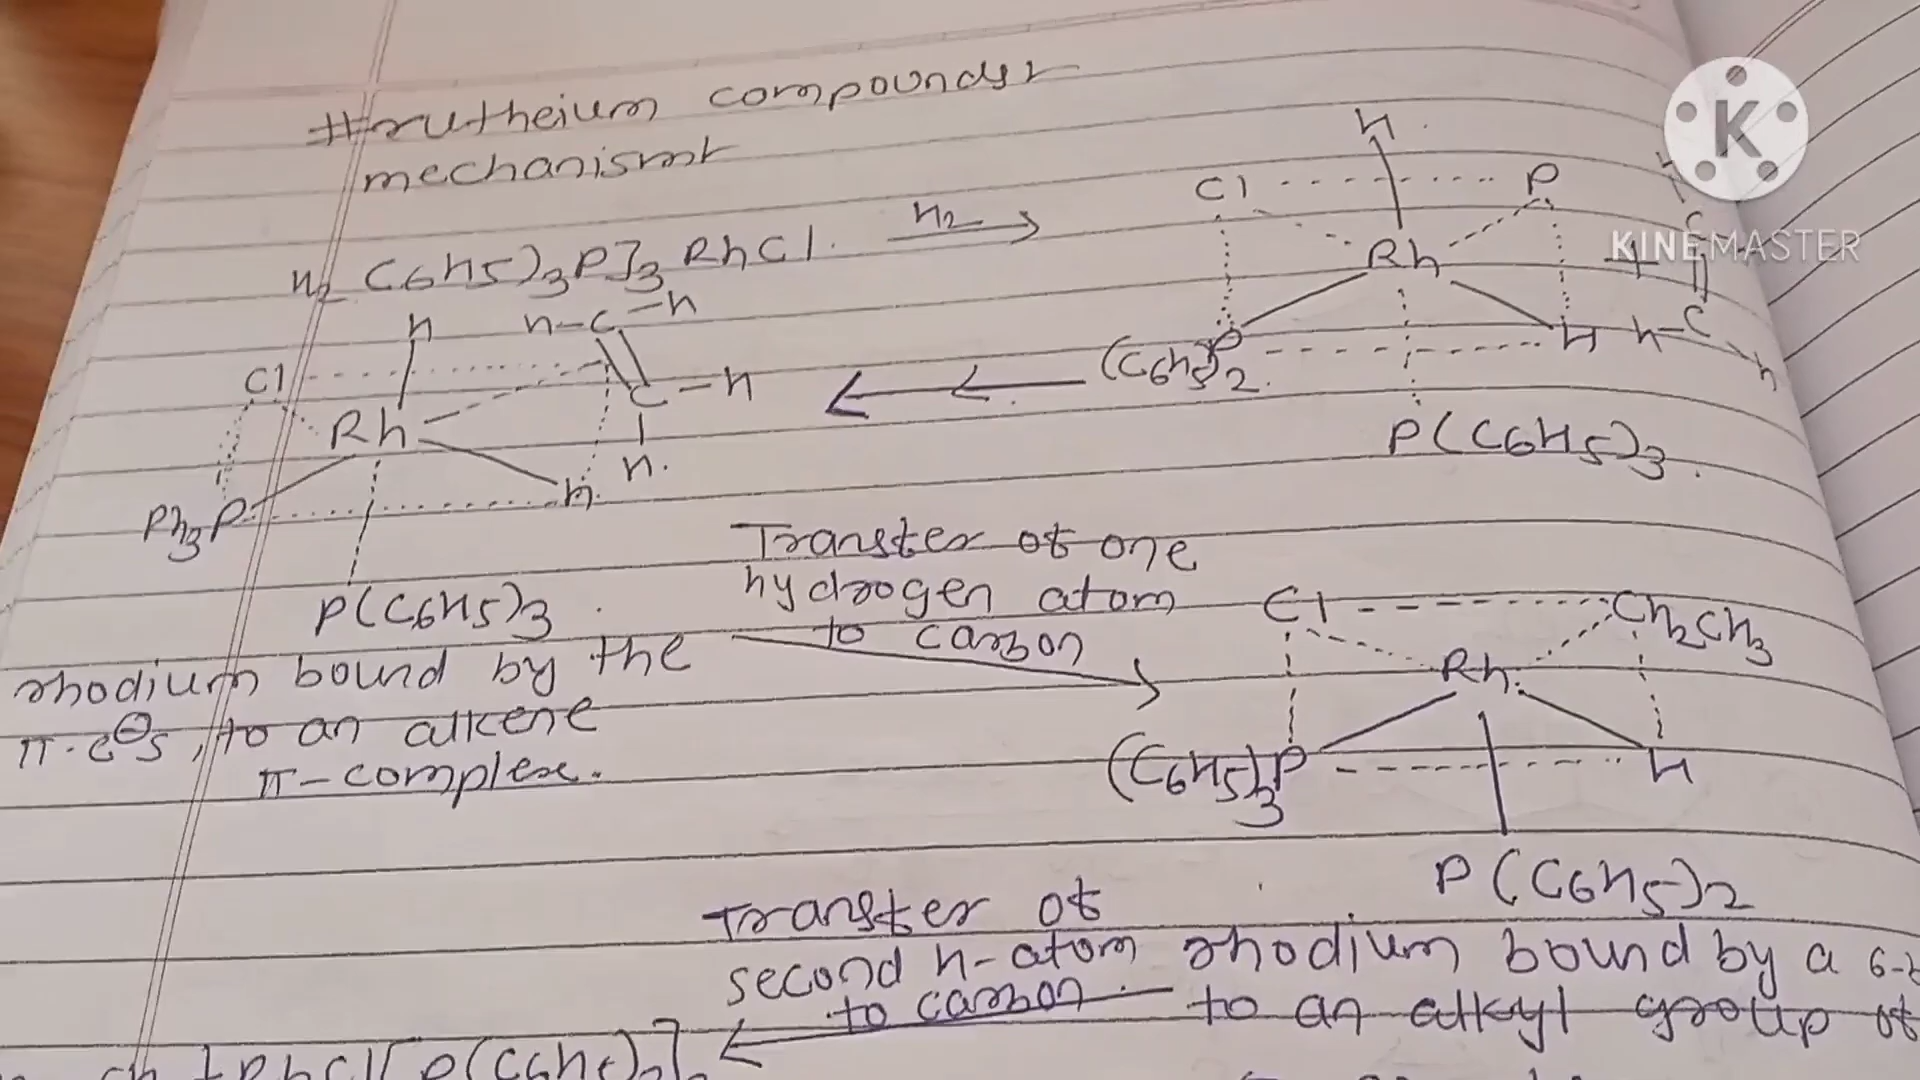 # rutheium compounds
mechanism
H2 C6H5)3P]3 RhCl. H2
H
Cl P
Rh
(C6H5)2 P H
P(C6H5)3
+
C
H-C
H
K
KINEMASTER
H H-C-H
Cl C-H
Rh H
Ph3P H
P(C6H5)3
rhodium bound by the
π-e⊖s, to an alkene
π-complex.
Transfer of one
hydrogen atom
to carbon
Cl CH2CH3
Rh
(C6H5)3P H
P(C6H5)2
Transfer of
second H-atom
to carbon
rhodium bound by a
to an alkyl group of